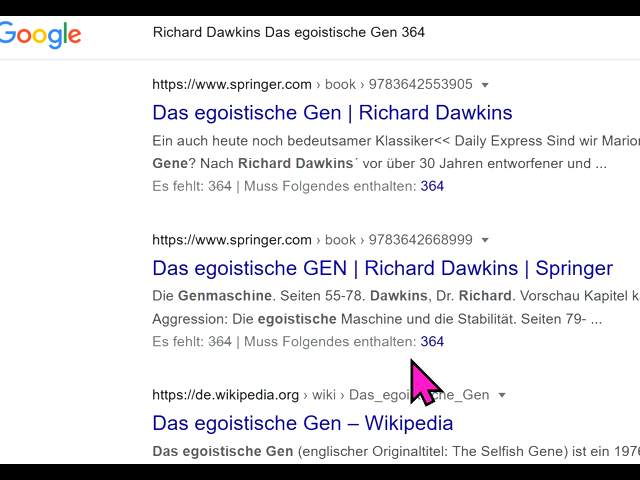 Google
Richard Dawkins Das egoistische Gen 364
https://www.springer.com › book › 9783642553905
Das egoistische Gen | Richard Dawkins
Ein auch heute noch bedeutsamer Klassiker<< Daily Express Sind wir
Gene? Nach Richard Dawkins´ vor über 30 Jahren entworfener und ...
Es fehlt: 364 | Muss Folgendes enthalten: 364
https://www.springer.com › book › 9783642668999
Das egoistische GEN | Richard Dawkins | Springer
Die Genmaschine. Seiten 55-78. Dawkins, Dr. Richard. Vorschau Kapitel
Aggression: Die egoistische Maschine und die Stabilität. Seiten 79- ...
Es fehlt: 364 | Muss Folgendes enthalten: 364
https://de.wikipedia.org › wiki › Das_egoistische_Gen
Das egoistische Gen – Wikipedia
Das egoistische Gen (englischer Originaltitel: The Selfish Gene) ist ein 1976